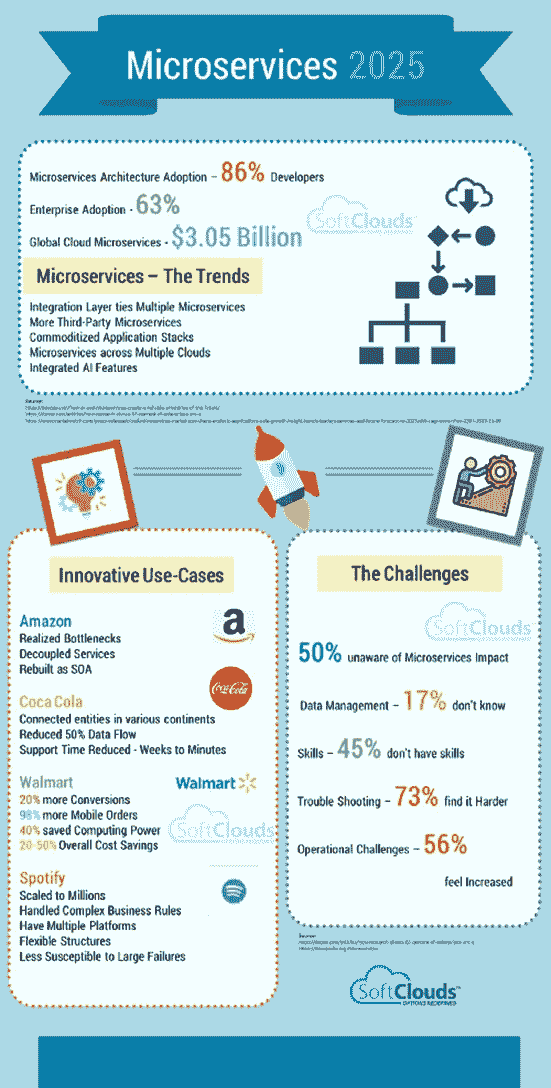 Microservices 2025
Microservices Architecture Adoption – 86% Developers
Enterprise Adoption - 63%
SoftClouds
Global Cloud Microservices - $3.05 Billion
Microservices – The Trends
Integration Layer ties Multiple Microservices
More Third-Party Microservices
Commoditized Application Stacks
Microservices across Multiple Clouds
Integrated AI Features
Innovative Use-Cases
Amazon
Realized Bottlenecks
Decoupled Services
Rebuilt as SOA
a
Coca Cola
Coca-Cola
Connected entities in various continents
Reduced 50% Data Flow
Support Time Reduced - Weeks to Minutes
Walmart
Walmart
20% more Conversions
98% more Mobile Orders
40% saved Computing Power
SoftClouds
20-50% Overall Cost Savings
Spotify
Scaled to Millions
Handled Complex Business Rules
Have Multiple Platforms
Flexible Structures
Less Susceptible to Large Failures
The Challenges
SoftClouds
50% unaware of Microservices Impact
Data Management – 17% don't know
Skills – 45% don't have skills
Trouble Shooting – 73% find it Harder
Operational Challenges – 56%
feel Increased
SoftClouds™
OPTIONS REDEFINED